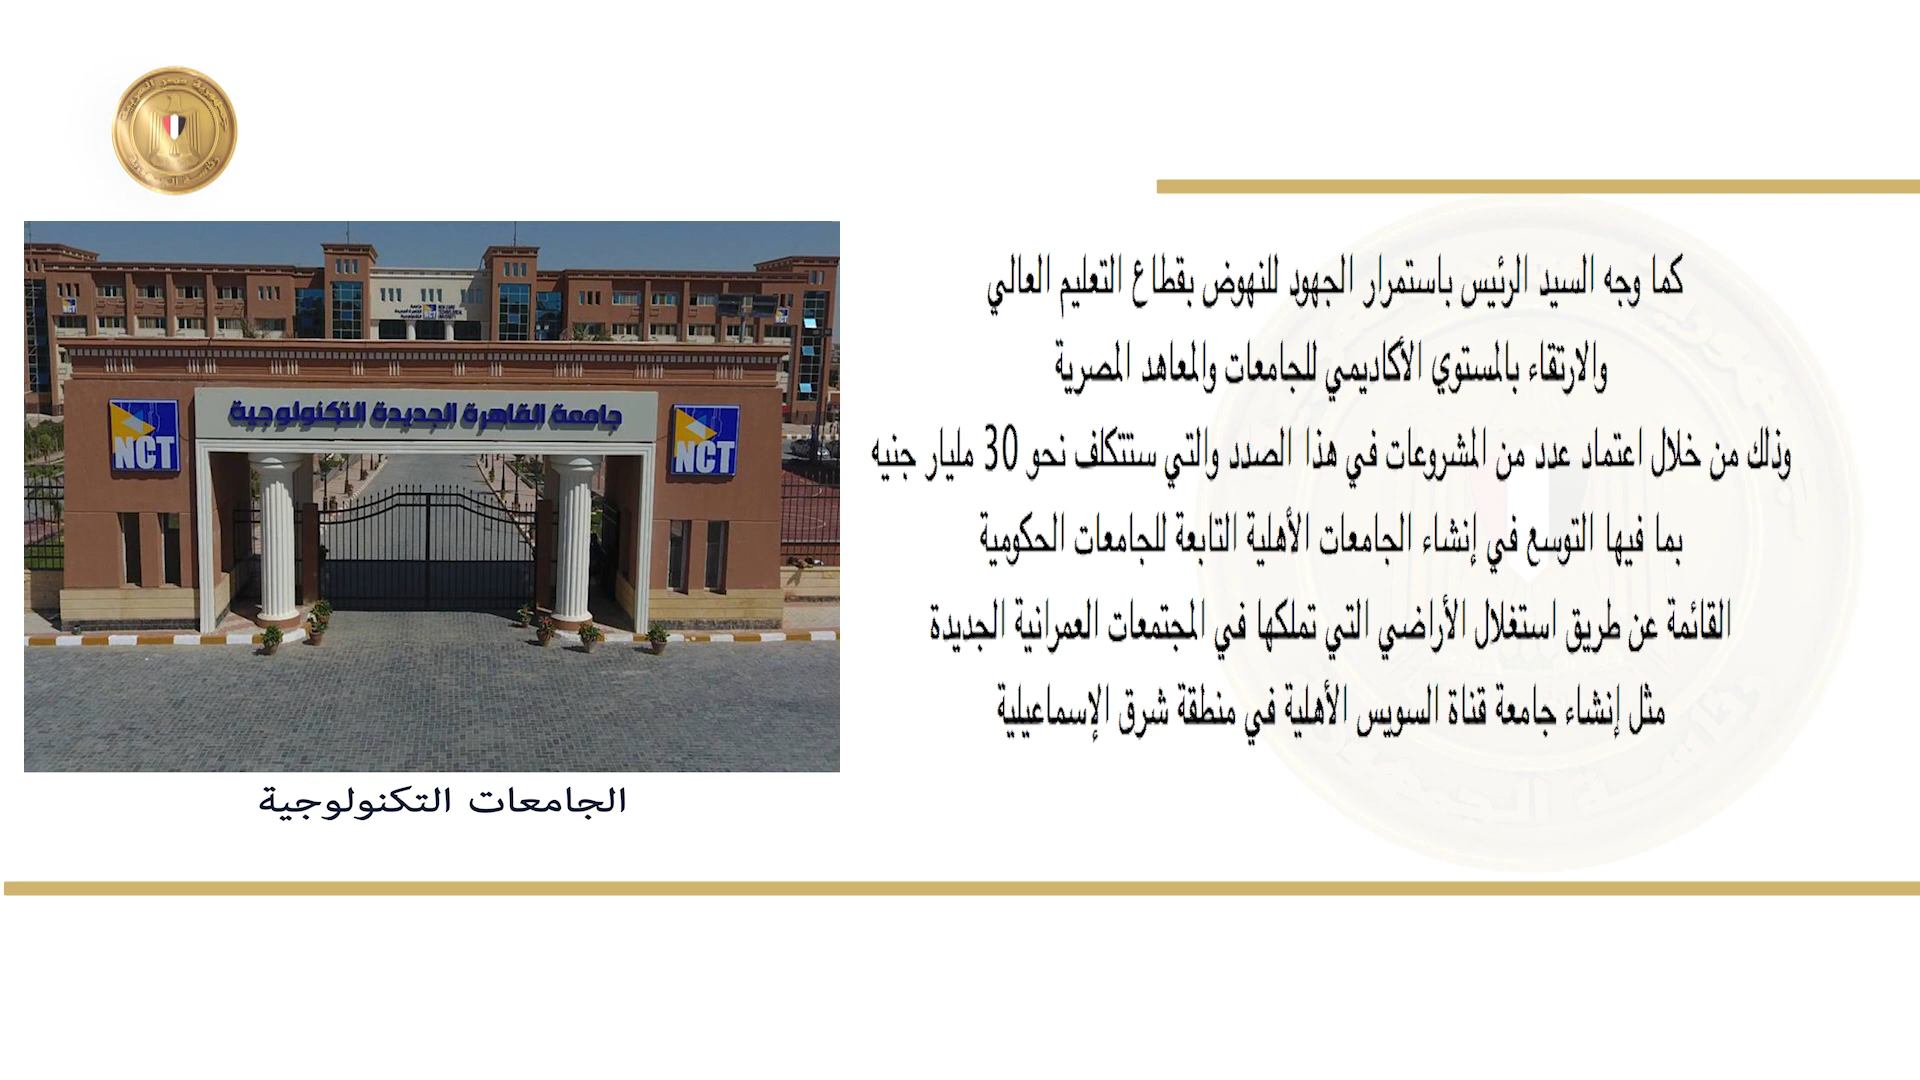 كما وجه السيد الرئيس باستمرار الجهود للنهوض بقطاع التعليم العالي
والارتقاء بالمستوي الأكاديمي للجامعات والمعاهد المصرية
وذلك من خلال اعتماد عدد من المشروعات في هذا الصدد والتي ستتكلف نحو 30 مليار جنيه
بما فيها التوسع في إنشاء الجامعات الأهلية التابعة للجامعات الحكومية
القائمة عن طريق استغلال الأراضي التي تملكها في المجتمعات العمرانية الجديدة
مثل إنشاء جامعة قناة السويس الأهلية في منطقة شرق الإسماعيلية
جامعة القاهرة الجديدة التكنولوجية
NCT
NCT
الجامعات التكنولوجية